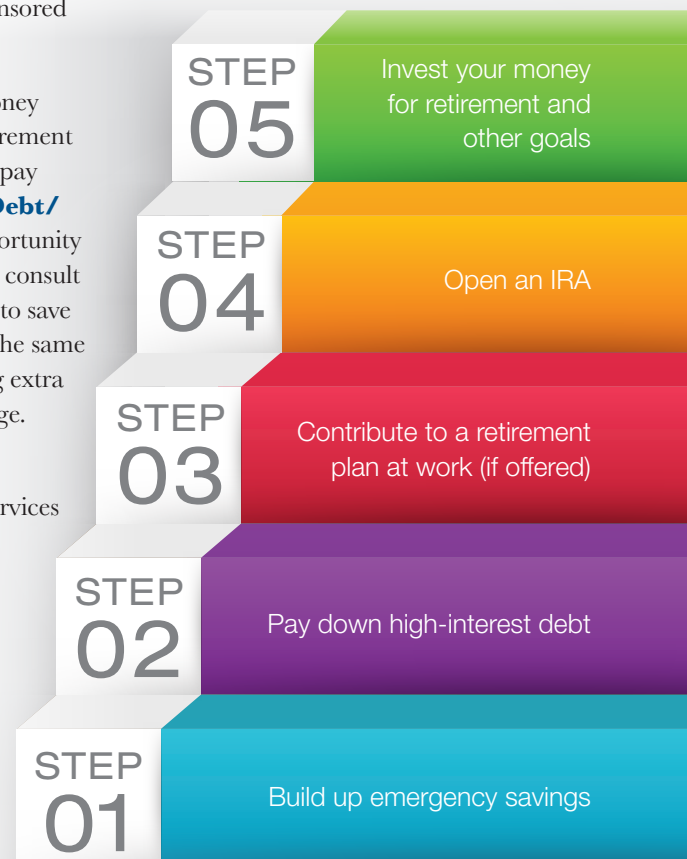 nsored
oney
rement
pay
Debt/
ortunity
consult
to save
he same
g extra
ge.
rvices
STEP
05
Invest your money
for retirement and
other goals
STEP
04
Open an IRA
STEP
03
Contribute to a retirement
plan at work (if offered)
STEP
02
Pay down high-interest debt
STEP
01
Build up emergency savings